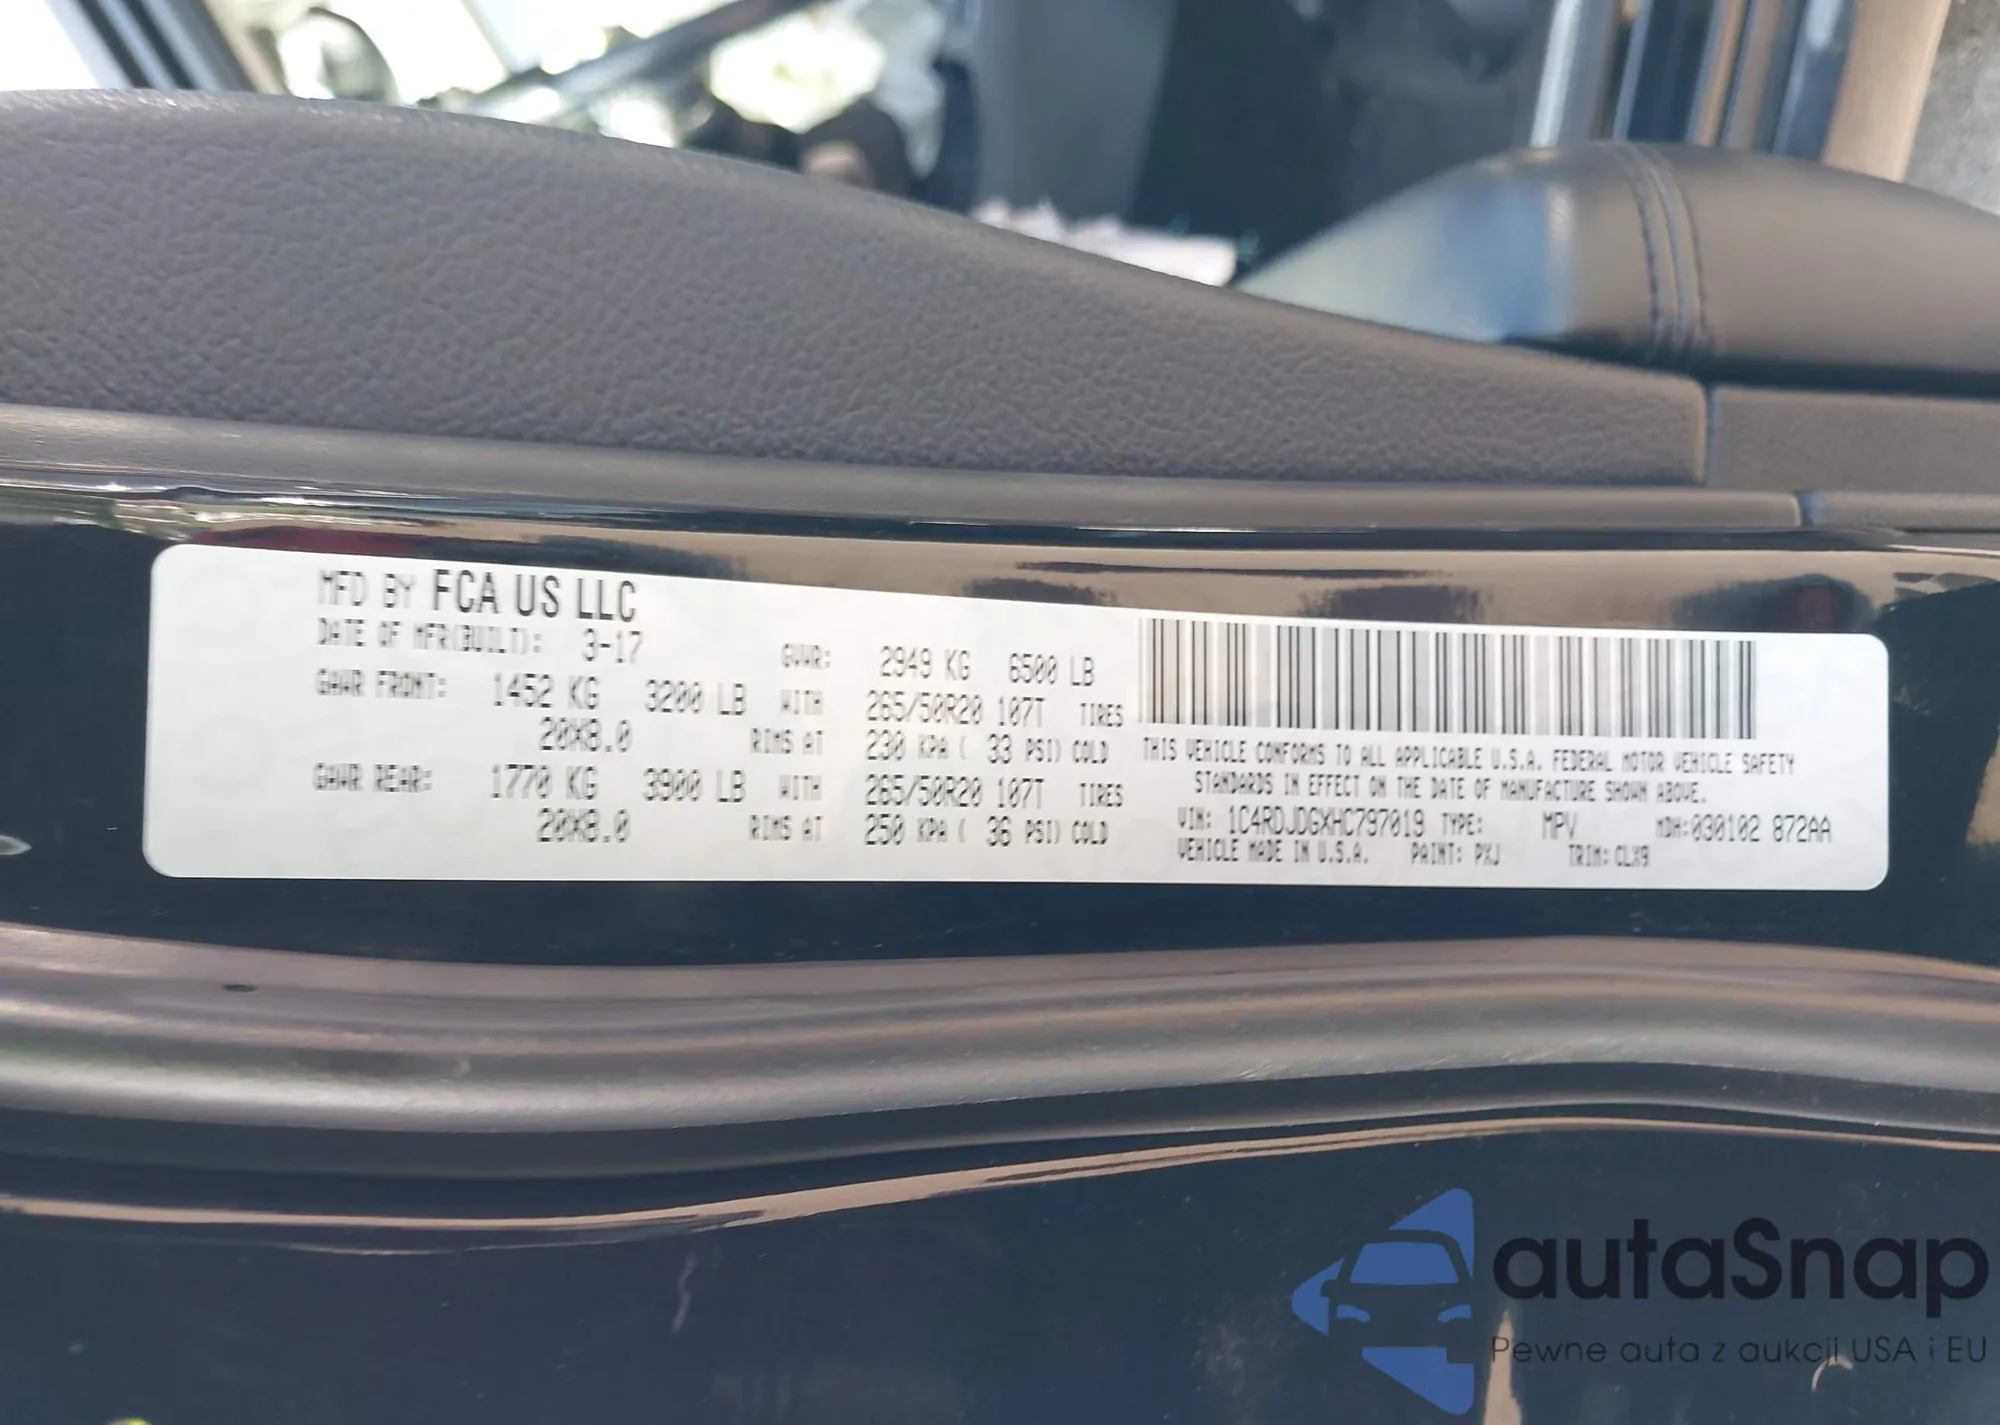 MFD BY FCA US LLC
DATE OF MFR(BUILT): 3-17 GVWR: 2949 KG 6500 LB
GAWR FRONT: 1452 KG 3200 LB WITH 265/50R20 107T TIRES
20X8.0 RIMS AT 230 KPA ( 33 PSI) COLD
GAWR REAR: 1770 KG 3900 LB WITH 265/50R20 107T TIRES
20X8.0 RIMS AT 250 KPA ( 36 PSI) COLD
THIS VEHICLE CONFORMS TO ALL APPLICABLE U.S.A. FEDERAL MOTOR VEHICLE SAFETY
STANDARDS IN EFFECT ON THE DATE OF MANUFACTURE SHOWN ABOVE.
VIN: 1C4RDJDGXHC797019 TYPE: MPV MDH:030102 872AA
VEHICLE MADE IN U.S.A. PAINT: PXJ TRIM: CLX9
autaSnap
Pewne auta z aukcji USA i EU